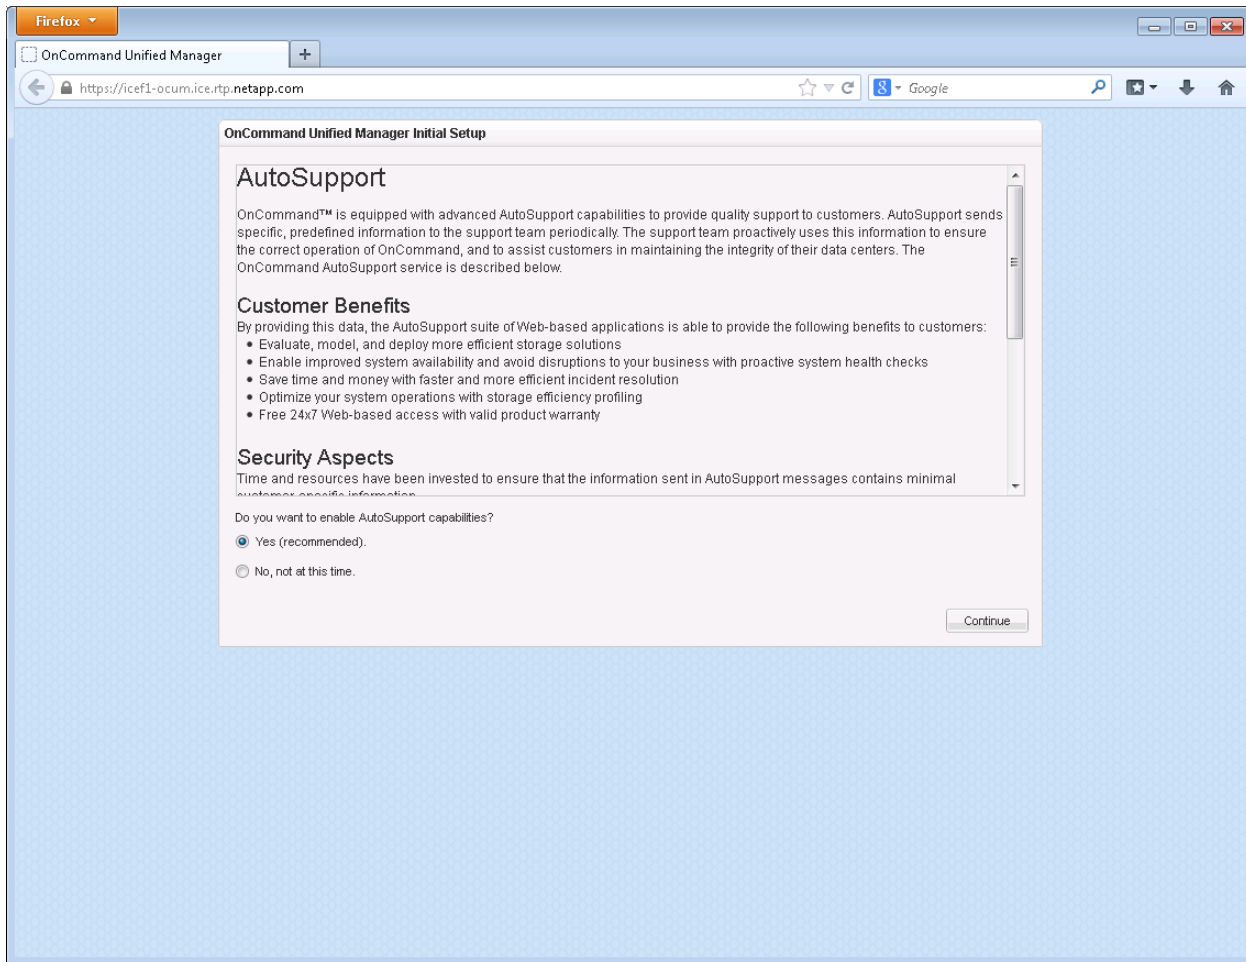 Firefox
OnCommand Unified Manager
https://icef1-ocum.ice.rtp.netapp.com
Google
OnCommand Unified Manager Initial Setup
AutoSupport
OnCommand™ is equipped with advanced AutoSupport capabilities to provide quality support to customers. AutoSupport sends
specific, predefined information to the support team periodically. The support team proactively uses this information to ensure
the correct operation of OnCommand, and to assist customers in maintaining the integrity of their data centers. The
OnCommand AutoSupport service is described below.
Customer Benefits
By providing this data, the AutoSupport suite of Web-based applications is able to provide the following benefits to customers:
• Evaluate, model, and deploy more efficient storage solutions
• Enable improved system availability and avoid disruptions to your business with proactive system health checks
• Save time and money with faster and more efficient incident resolution
• Optimize your system operations with storage efficiency profiling
• Free 24x7 Web-based access with valid product warranty
Security Aspects
Time and resources have been invested to ensure that the information sent in AutoSupport messages contains minimal
customer-specific information
Do you want to enable AutoSupport capabilities?
Yes (recommended).
No, not at this time.
Continue